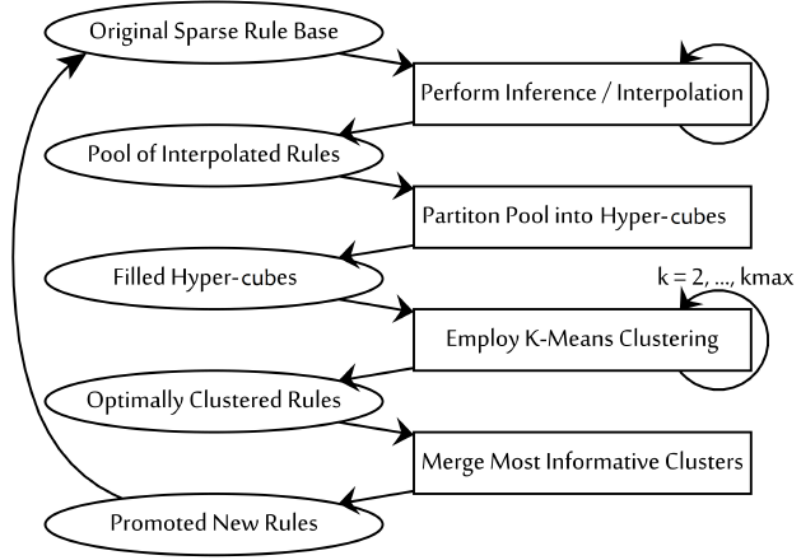 Original Sparse Rule Base
Perform Inference / Interpolation
Pool of Interpolated Rules
Partiton Pool into Hyper-cubes
Filled Hyper-cubes
k = 2, ..., kmax
Employ K-Means Clustering
Optimally Clustered Rules
Merge Most Informative Clusters
Promoted New Rules